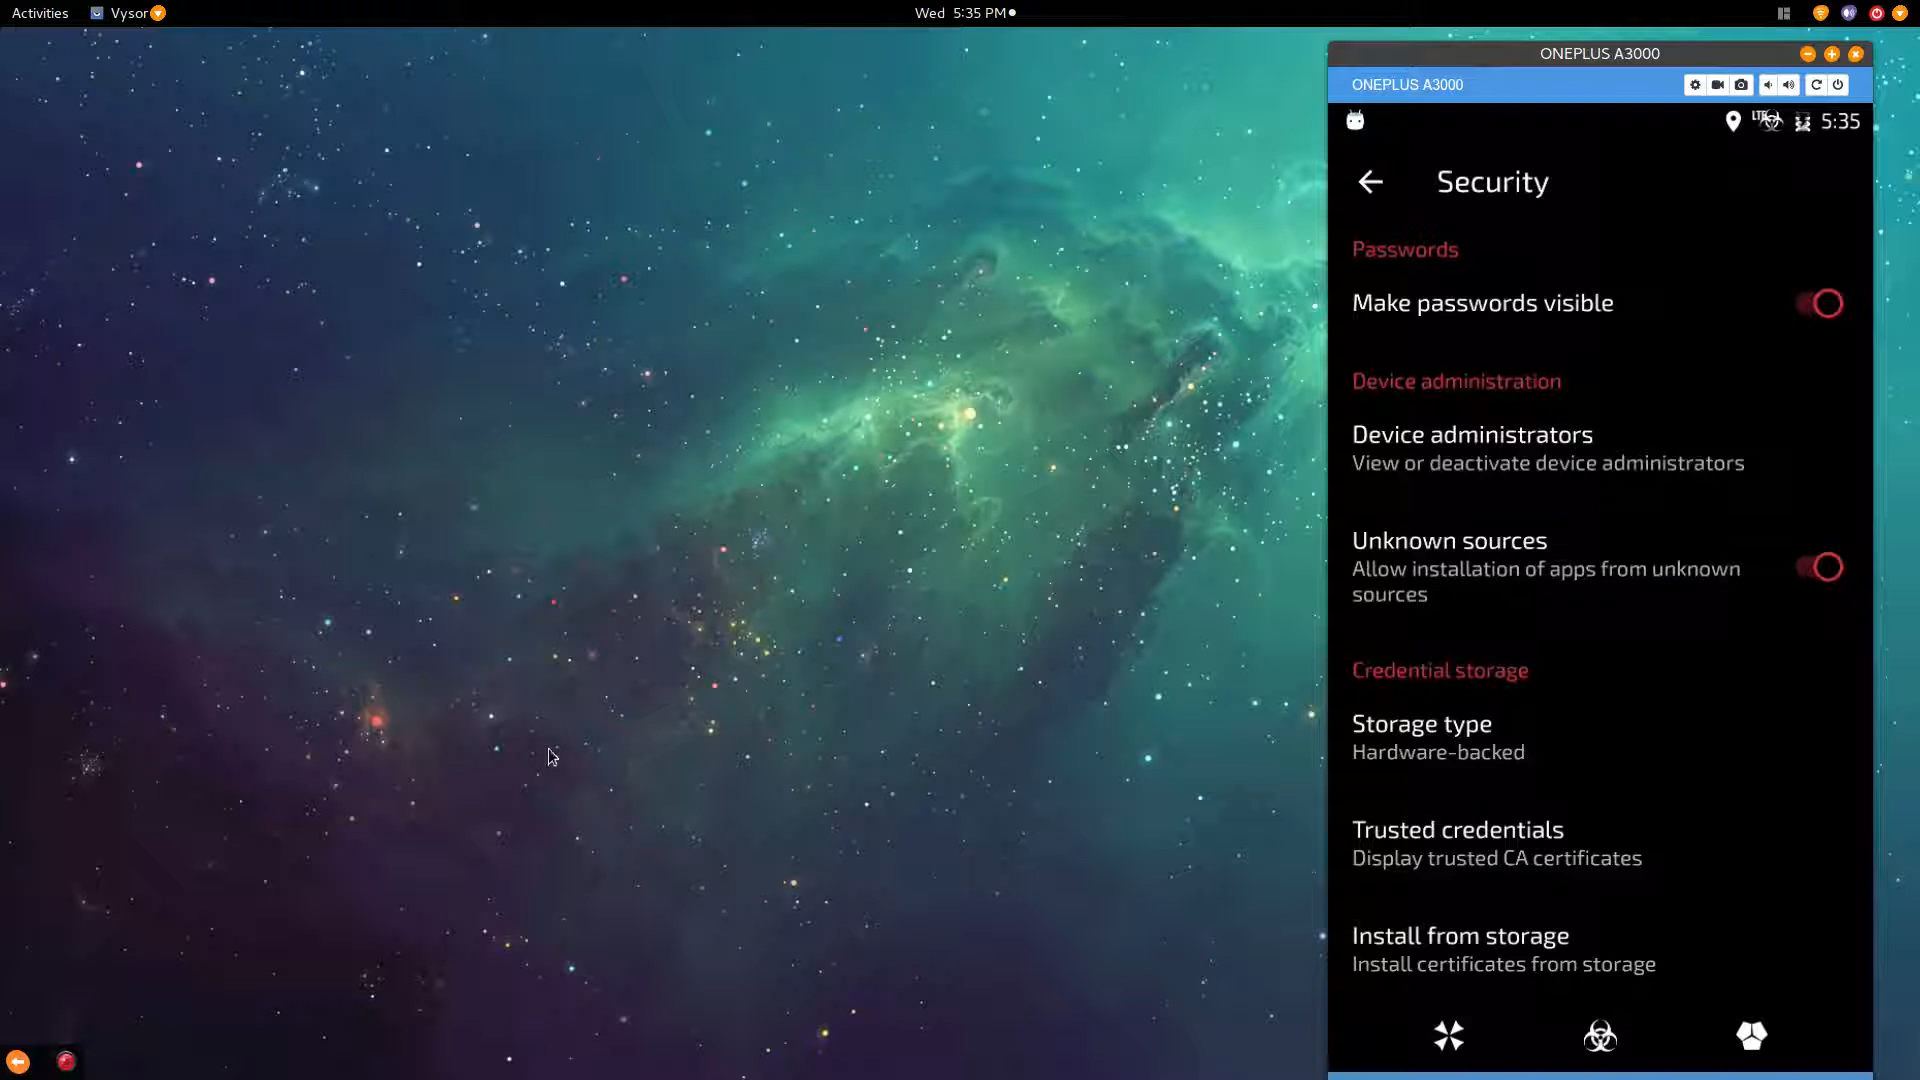 Activities Vysor Wed 5:35 PM
ONEPLUS A3000
ONEPLUS A3000
LTE 5:35
Security
Passwords
Make passwords visible
Device administration
Device administrators
View or deactivate device administrators
Unknown sources
Allow installation of apps from unknown
sources
Credential storage
Storage type
Hardware-backed
Trusted credentials
Display trusted CA certificates
Install from storage
Install certificates from storage